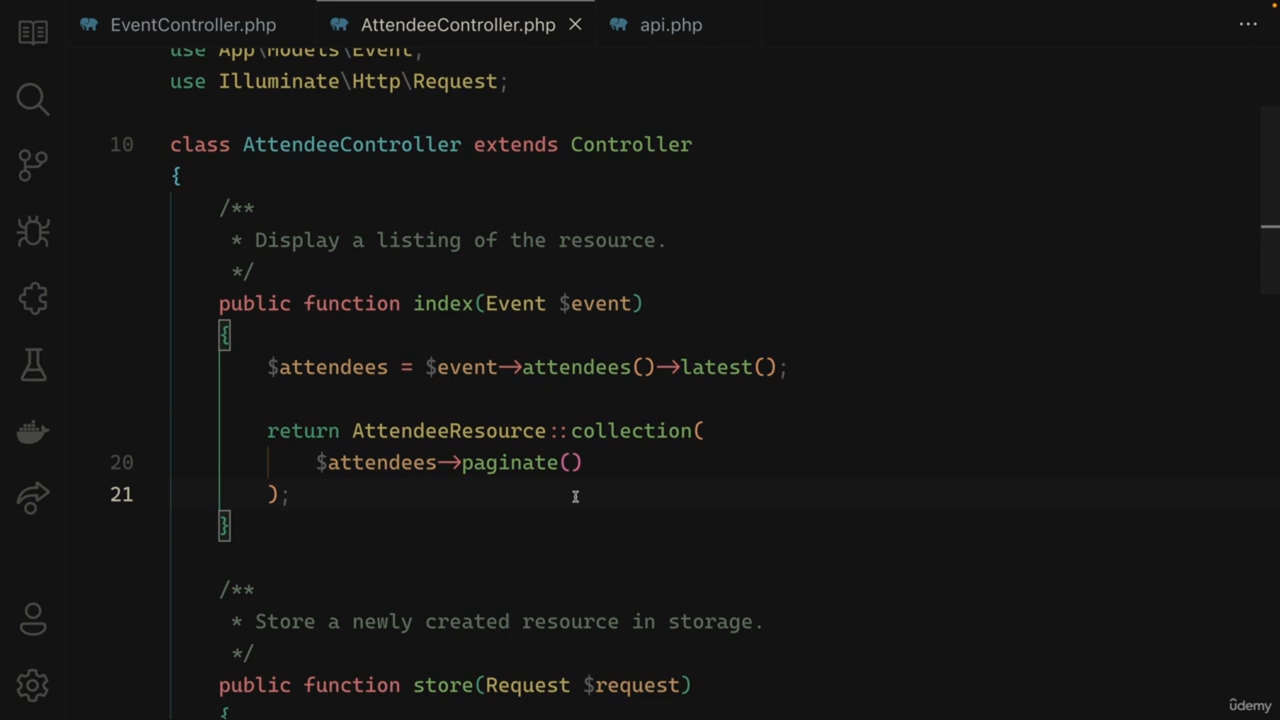 EventController.php
AttendeeController.php
api.php
use App\Models\Event;
use Illuminate\Http\Request;
10 class AttendeeController extends Controller
{
/**
* Display a listing of the resource.
*/
public function index(Event $event)
{
$attendees = $event->attendees()->latest();
return AttendeeResource::collection(
20 $attendees->paginate()
21 );
}
/**
* Store a newly created resource in storage.
*/
public function store(Request $request)
{
ûdemy